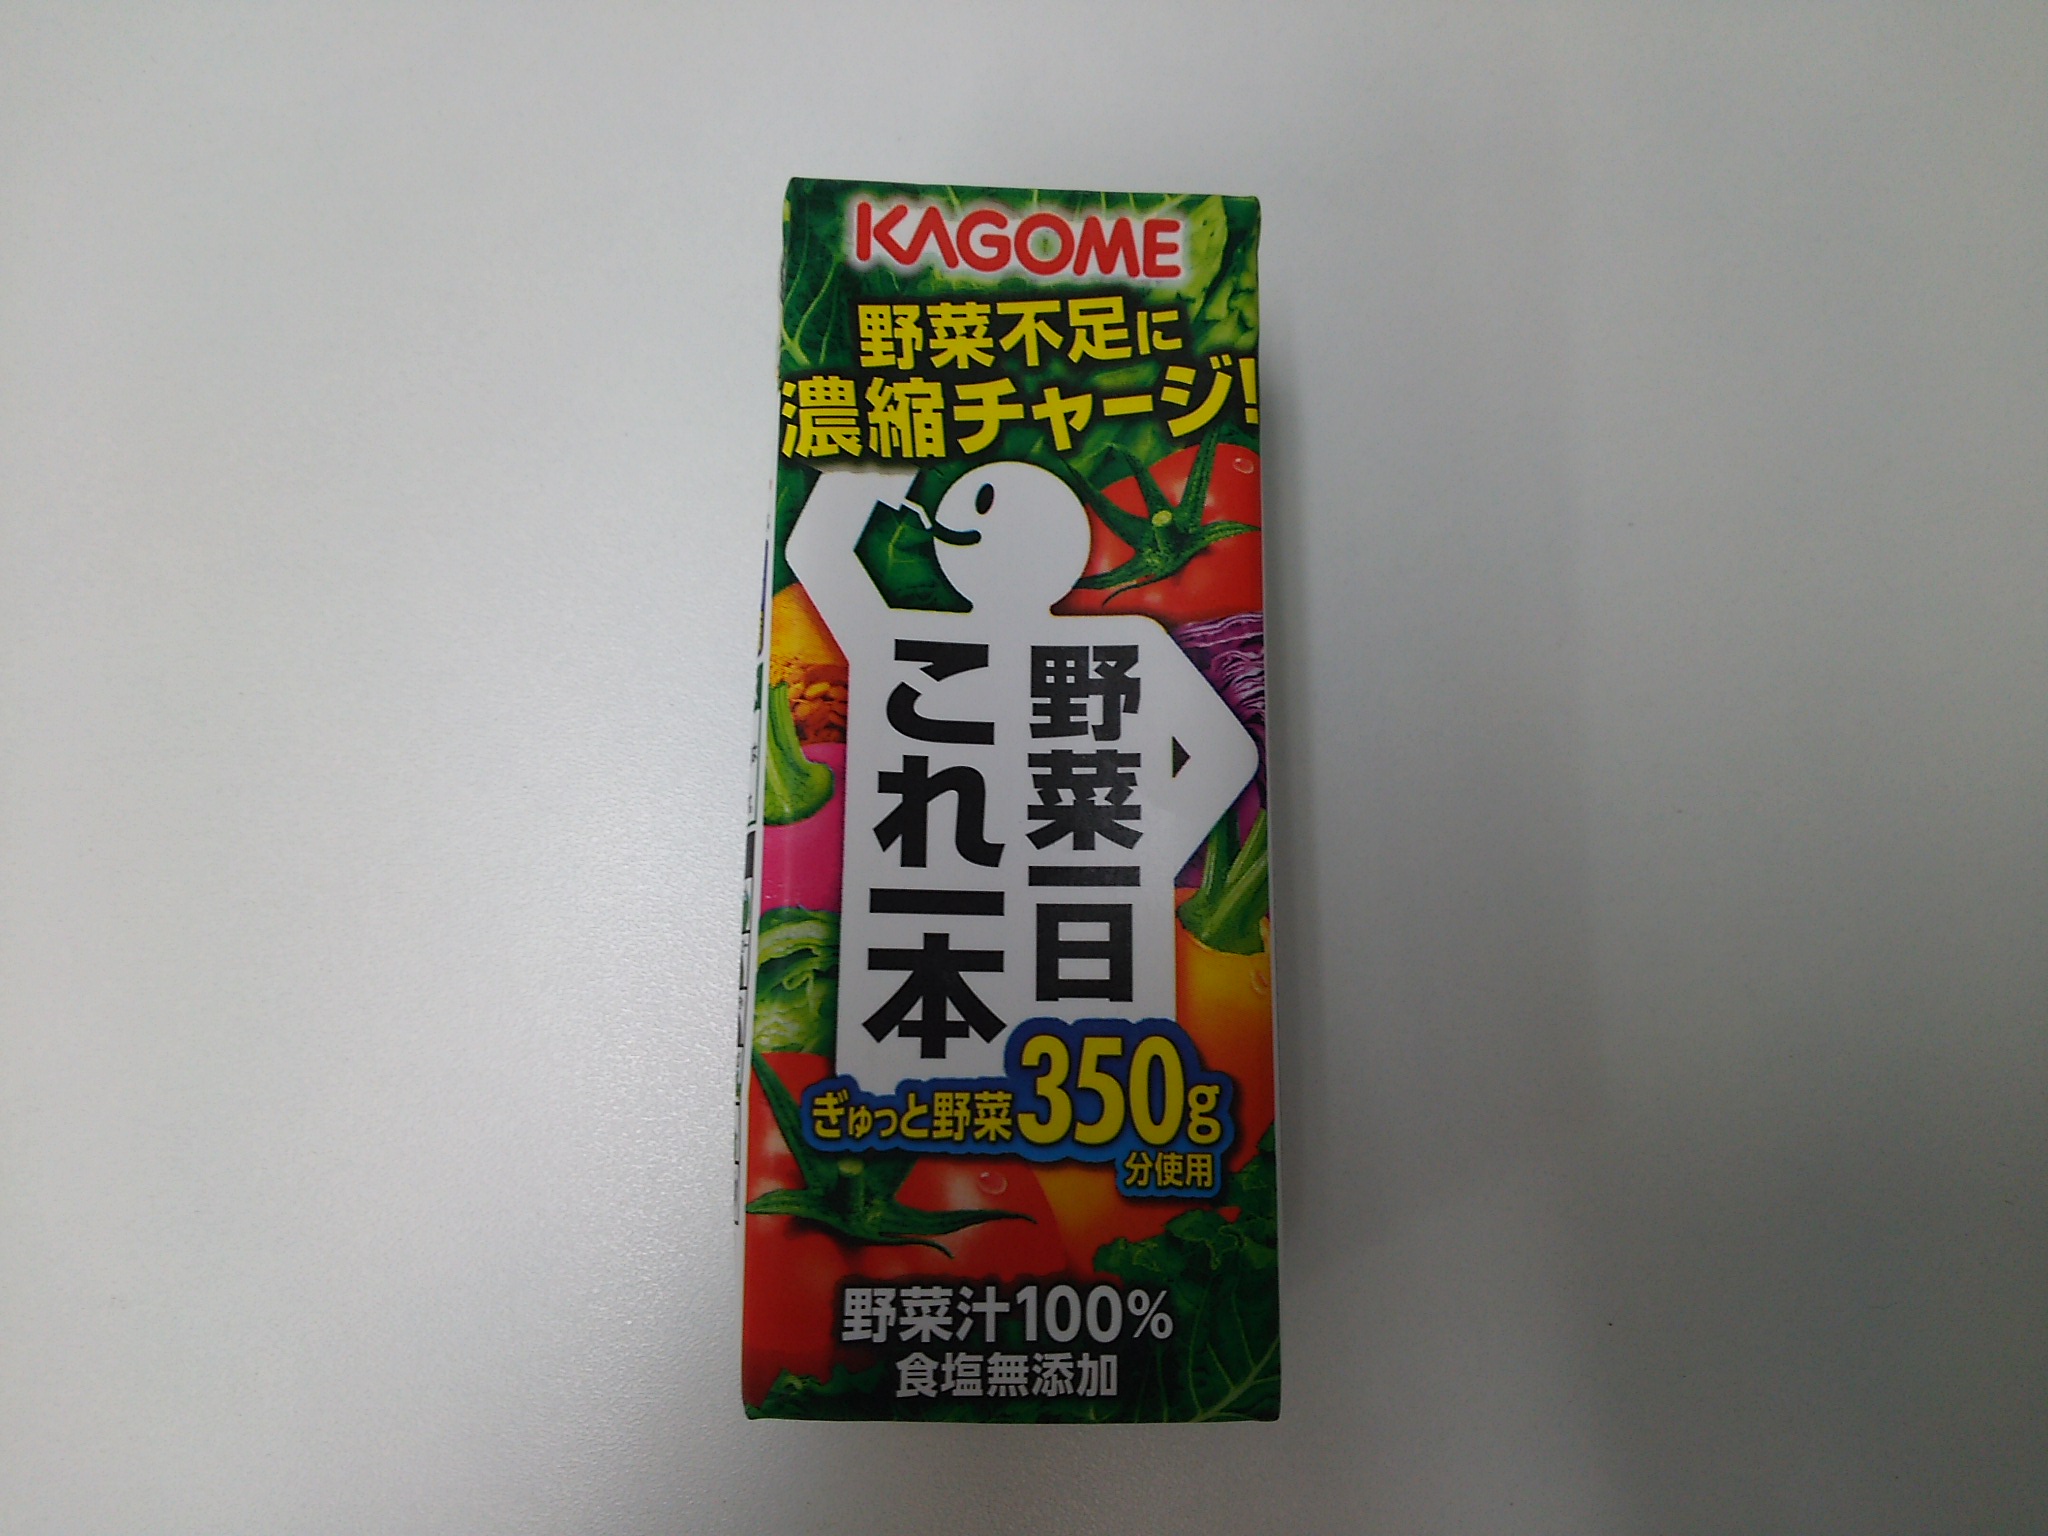 KAGOME
野菜不足に
濃縮チャージ!
野菜一日
これ一本
ぎゅっと野菜350g
分使用
野菜汁100%
食塩無添加